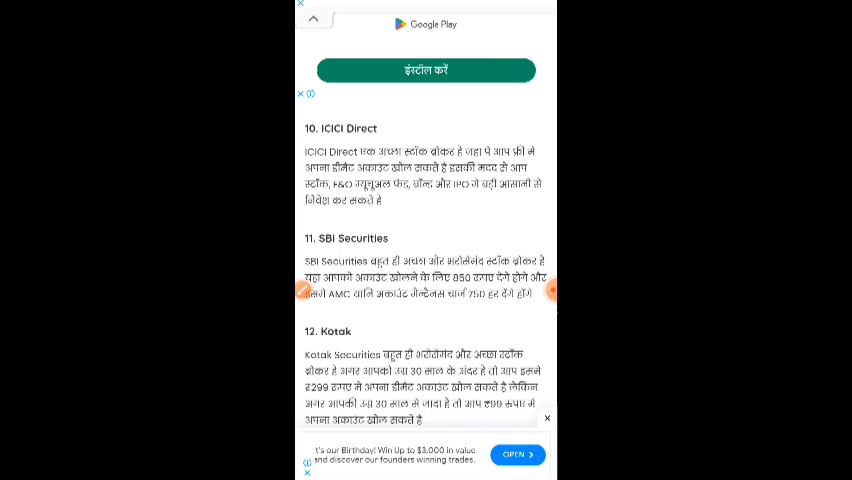 Google Play
इंस्टॉल करें
10. ICICI Direct
ICICI Direct एक अच्छा स्टॉक ब्रोकर हे जहा पे आप फ्री मे
अपना डीमैट अकाउंट खोल सकते है इसकी मदद से आप
स्टॉक, F&O म्यूचूअल फंड, बॉन्ड और IPO मे बड़ी आसानी से
निवेश कर सकते है
11. SBI Securities
SBI Securities बहूत ही अच्छा और भरोसेमंद स्टॉक ब्रोकर है
यहा आपको अकाउंट खोलने के लिए 850 रुपए देंगे होंगे और
इसमे AMC यानि अकाउंट मेन्टैनस चार्ज 750 हर देंगे होंगे
12. Kotak
Kotak Securities बहूत ही भरोसेमंद और अच्छा स्टॉक
ब्रोकर हे अगर आपको उम्र 30 साल के अंदर हे तो आप इसमे
₹299 रुपए मे अपना डीमैट अकाउंट खोल सकते है लेकिन
अगर आपकी उम्र 30 साल से जादा हे तो आप ₹99 रुपए मे
अपना अकाउंट खोल सकते है
t's our Birthday! Win Up to $3,000 in value
and discover our founders winning trades.
OPEN